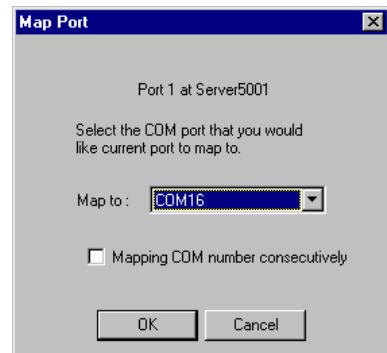 Map Port
Port 1 at Server5001
Select the COM port that you would
like current port to map to.
Map to : COM16
Mapping COM number consecutively
OK Cancel